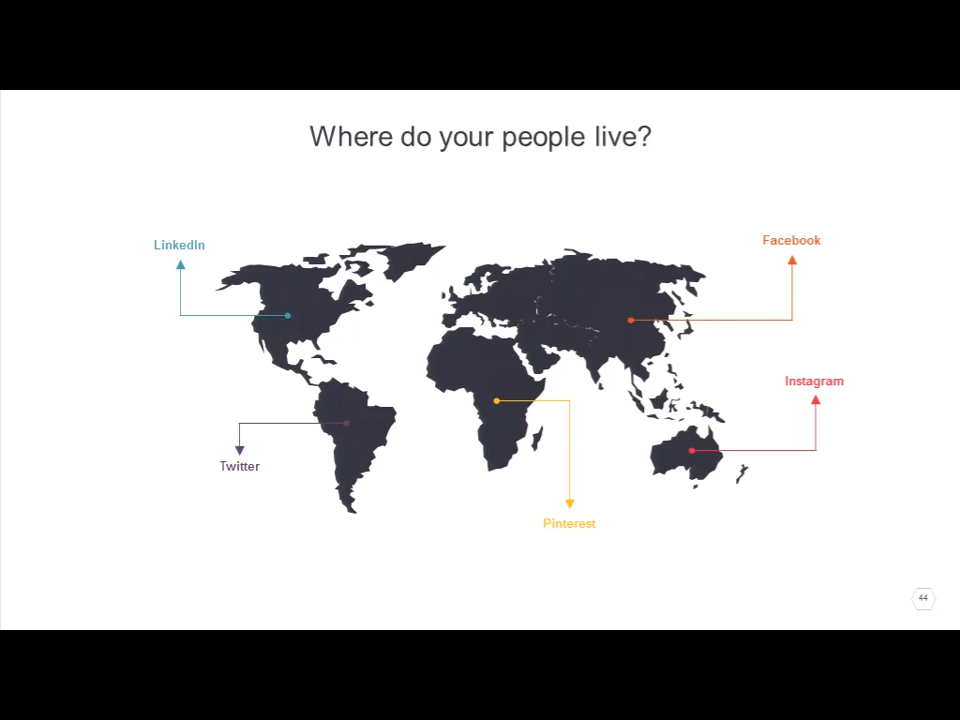 Where do your people live?
LinkedIn
Facebook
Instagram
Twitter
Pinterest
44